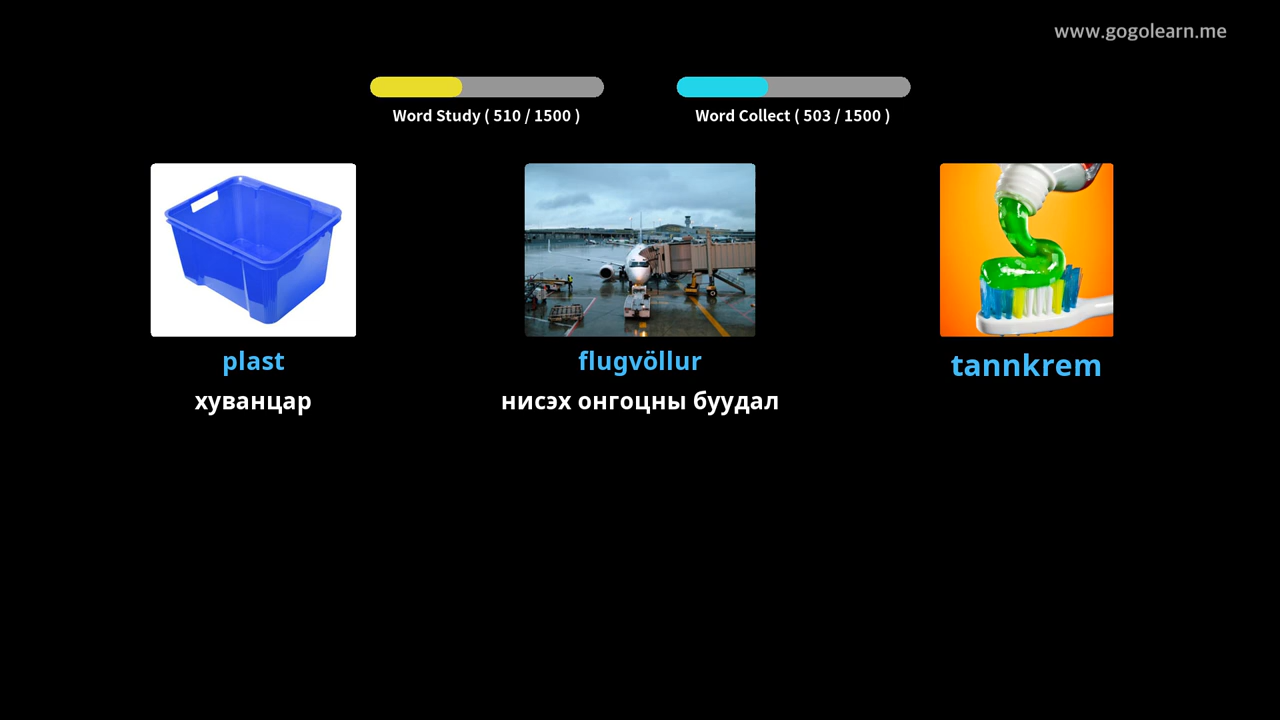 www.gogolearn.me
Word Study ( 510 / 1500 )
Word Collect ( 503 / 1500 )
plast
flugvöllur
tannkrem
хуванцар
нисэх онгоцны буудал